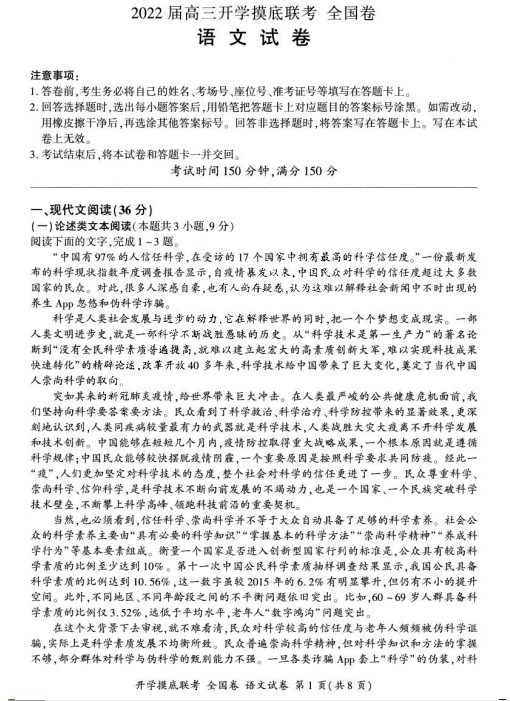 2022 届高三开学摸底联考 全国卷
语文试卷
注意事项:
1. 答卷前,考生务必将自己的姓名、考场号、座位号、准考证号等填写在答题卡上。
2. 回答选择题时,选出每小题答案后,用铅笔把答题卡上对应题目的答案标号涂黑。如需改动,
用橡皮擦干净后,再选涂其他答案标号。回答非选择题时,将答案写在答题卡上。写在本试
卷上无效。
3. 考试结束后,将本试卷和答题卡一并交回。
考试时间 150 分钟,满分 150 分
一、现代文阅读(36 分)
(一)论述类文本阅读(本题共 3 小题,9 分)
阅读下面的文字,完成 1~3 题。
“中国有 97% 的人信任科学,在受访的 17 个国家中拥有最高的科学信任度。”一份最新发
布的科学现状指数年度调查报告显示,自疫情暴发以来,中国民众对科学的信任度超过大多数
国家的民众。对此,很多人深感自豪,也有人尚存疑惑,认为这难以解释社会新闻中不时出现的
养生 App 忽悠和伪科学诈骗。
科学是人类社会发展与进步的动力,它在解释世界的同时,把一个个梦想变成现实。一部
人类文明进步史,就是一部科学不断战胜愚昧的历史。从“科学技术是第一生产力”的著名论
断到“没有全民科学素质普遍提高,就难以建立起宏大的高素质创新大军,难以实现科技成果
快速转化”的精辟论述,改革开放 40 多年来,科学技术给中国带来了巨大变化,奠定了当代中国
人崇尚科学的取向。
突如其来的新冠肺炎疫情,给世界带来巨大冲击。在人类最严峻的公共健康危机面前,我
们坚持向科学要答案要方法。民众看到了科学救治、科学治疗、科学防控带来的显著效果,更深
刻地认识到,人类同疾病较量最有力的武器就是科学技术,人类战胜大灾大疫离不开科学发展
和技术创新。中国能够在短短几个月内,疫情防控取得重大战略成果,一个根本原因就是遵循
科学规律;中国民众能够较快摆脱疫情阴霾,一个重要原因是按照科学要求共同防疫。经此一
“疫”,人们更加坚定对科学技术的态度,整个社会对科学的信任更进了一步。民众尊重科学、
崇尚科学、信仰科学,是科学技术不断向前发展的不竭动力,也是一个国家、一个民族突破科学
技术壁垒,不断攀上科学高峰、领跑科技前沿的重要契机。
当然,也必须看到,信任科学、崇尚科学并不等于大众自动具备了足够的科学素养。社会公
众的科学素养主要由“具有必要的科学知识”“掌握基本的科学方法”“崇尚科学精神”“养成科
学行为”等基本要素组成。衡量一个国家是否进入创新型国家行列的标准是,公众具有较高科
学素质的比例至少达到 10%。第十一次中国公民科学素质抽样调查结果显示,我国公民具备
科学素质的比例达到 10.56%,这一数字虽较 2015 年的 6.2% 有明显攀升,但仍有不小的提升
空间。此外,不同地区、不同年龄段之间的不平衡问题依旧突出。比如,60~69 岁人群具备科
学素质的比例仅 3.52%,远低于平均水平,老年人“数字鸿沟”问题突出。
在这个大背景下去审视,就不难看清,民众对科学较高的信任度与老年人频频被伪科学诓
骗,实际上是科学素质发展不均衡所致。民众普遍崇尚科学精神,但对科学知识和方法的掌握
不够,部分群体对科学与伪科学的甄别能力不强。一旦各类诈骗 App 套上“科学”的伪装,对科
开学摸底联考 全国卷 语文试卷 第 1 页(共 8 页)